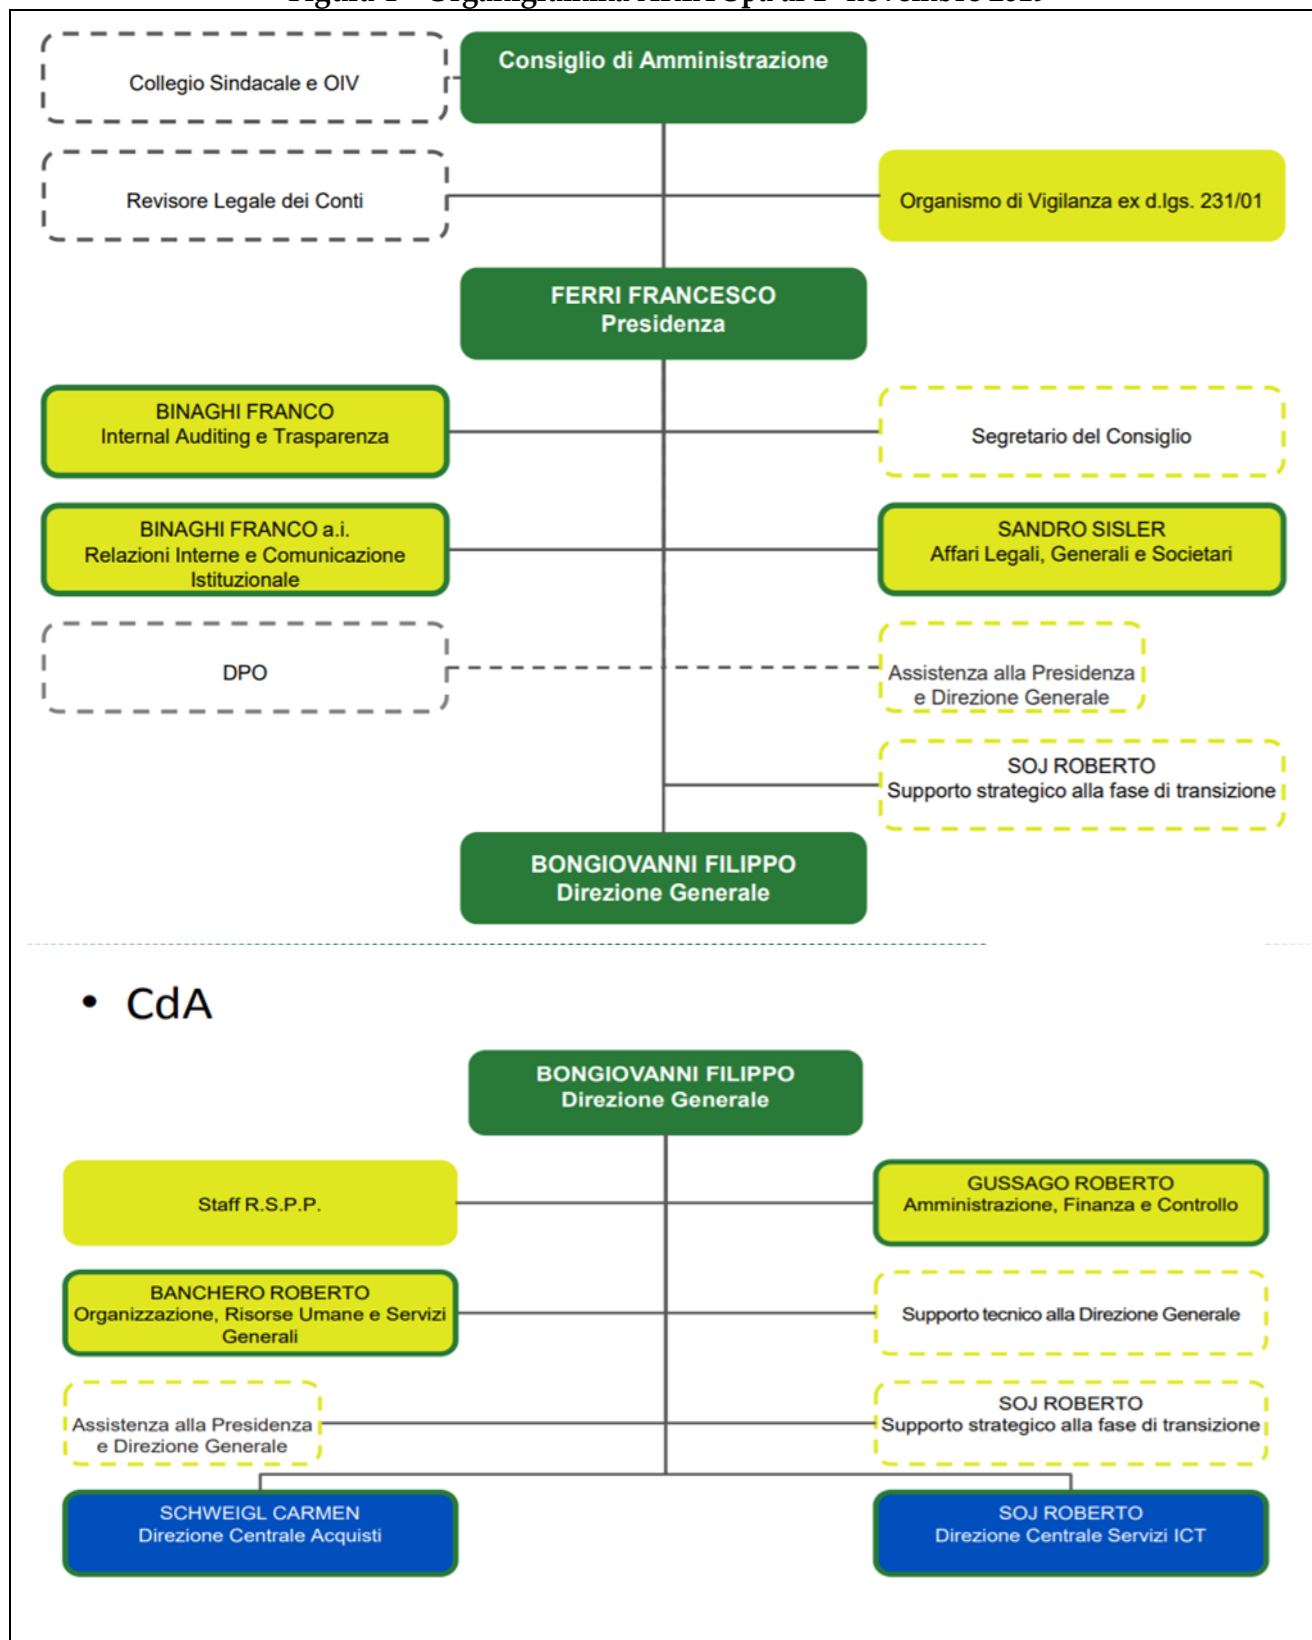 Consiglio di Amministrazione
Collegio Sindacale e OIV
Revisore Legale dei Conti
Organismo di Vigilanza ex d.lgs. 231/01
FERRI FRANCESCO
Presidenza
BINAGHI FRANCO
Internal Auditing e Trasparenza
Segretario del Consiglio
BINAGHI FRANCO a.i.
Relazioni Interne e Comunicazione
Istituzionale
SANDRO SISLER
Affari Legali, Generali e Societari
DPO
Assistenza alla Presidenza
e Direzione Generale
SOJ ROBERTO
Supporto strategico alla fase di transizione
BONGIOVANNI FILIPPO
Direzione Generale
• CdA
BONGIOVANNI FILIPPO
Direzione Generale
Staff R.S.P.P.
GUSSAGO ROBERTO
Amministrazione, Finanza e Controllo
BANCHERO ROBERTO
Organizzazione, Risorse Umane e Servizi
Generali
Supporto tecnico alla Direzione Generale
Assistenza alla Presidenza
e Direzione Generale
SOJ ROBERTO
Supporto strategico alla fase di transizione
SCHWEIGL CARMEN
Direzione Centrale Acquisti
SOJ ROBERTO
Direzione Centrale Servizi ICT